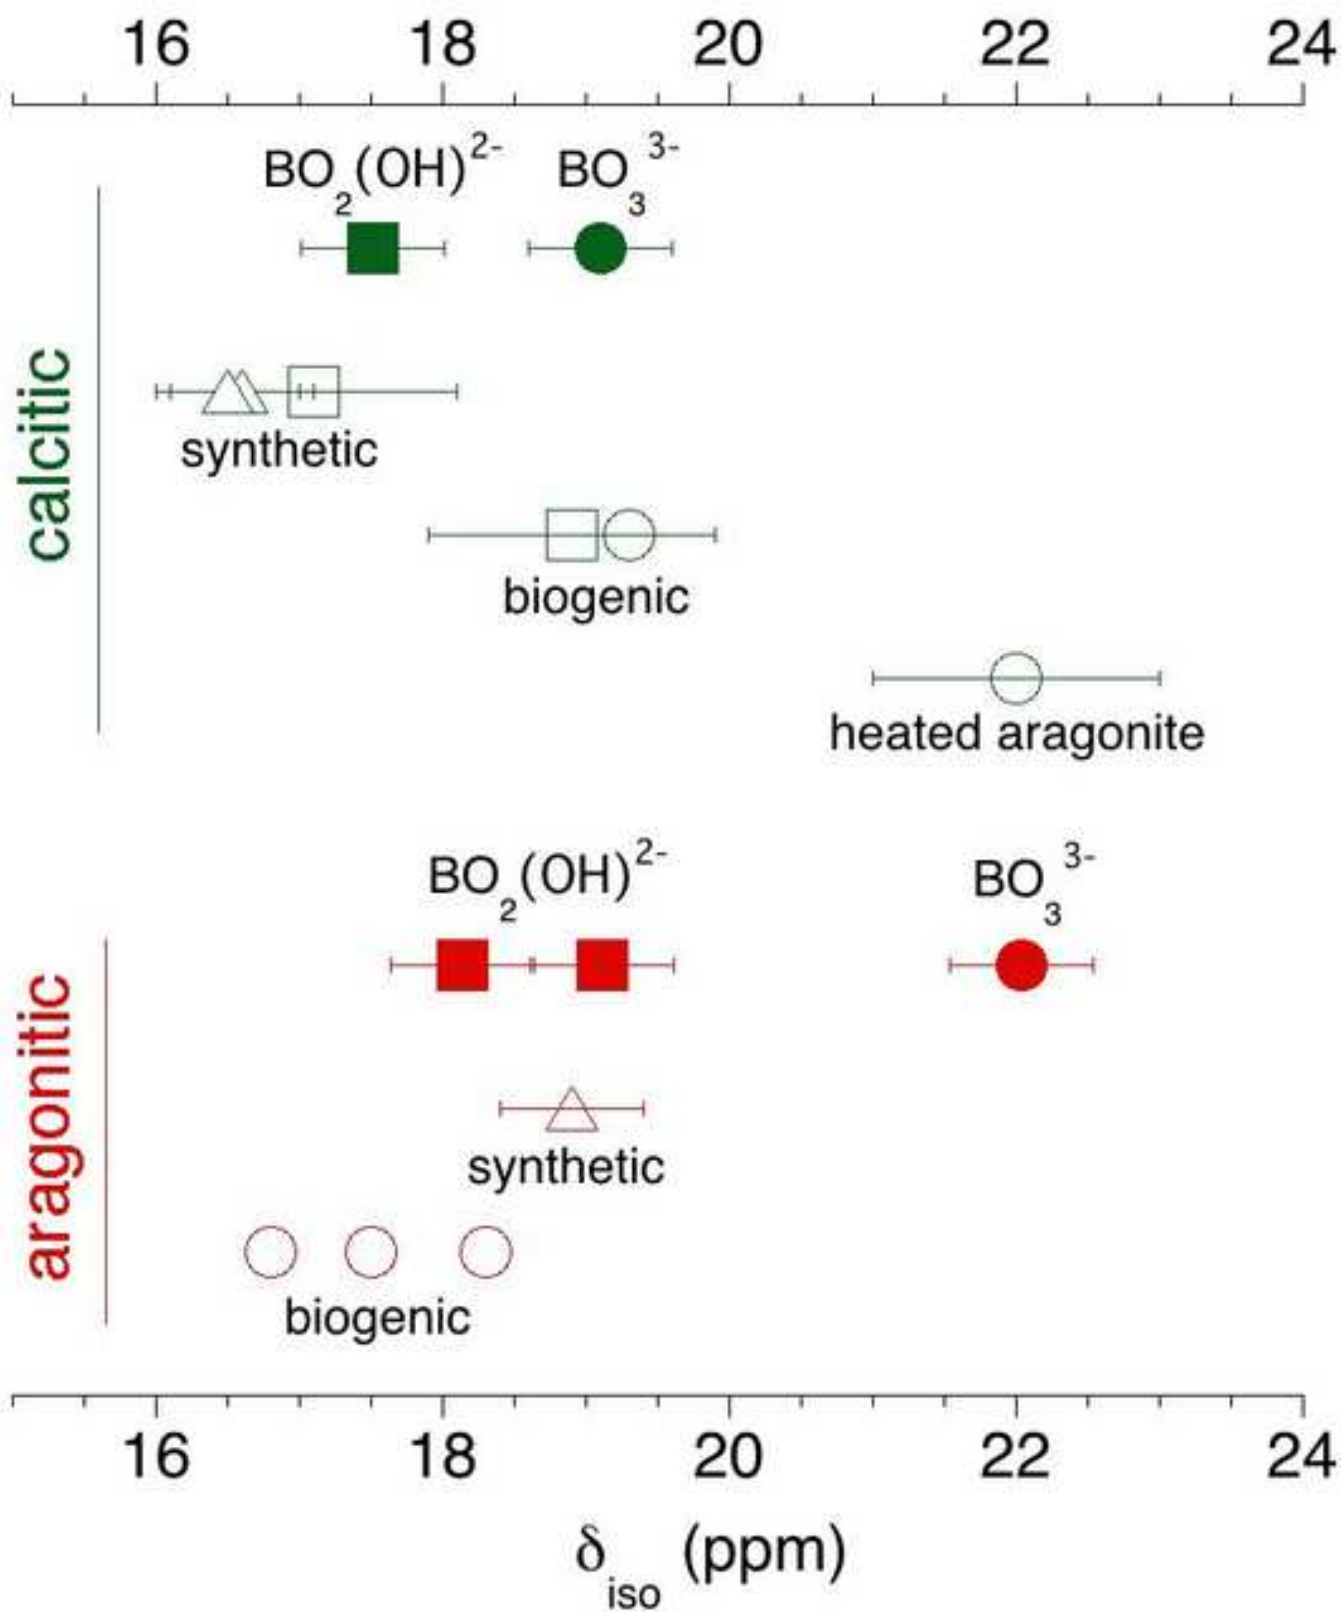 16 18 20 22 24
BO2(OH)2- BO33-
calcitic
synthetic
biogenic
heated aragonite
BO2(OH)2- BO33-
aragonitic
synthetic
biogenic
16 18 20 22 24
δiso (ppm)